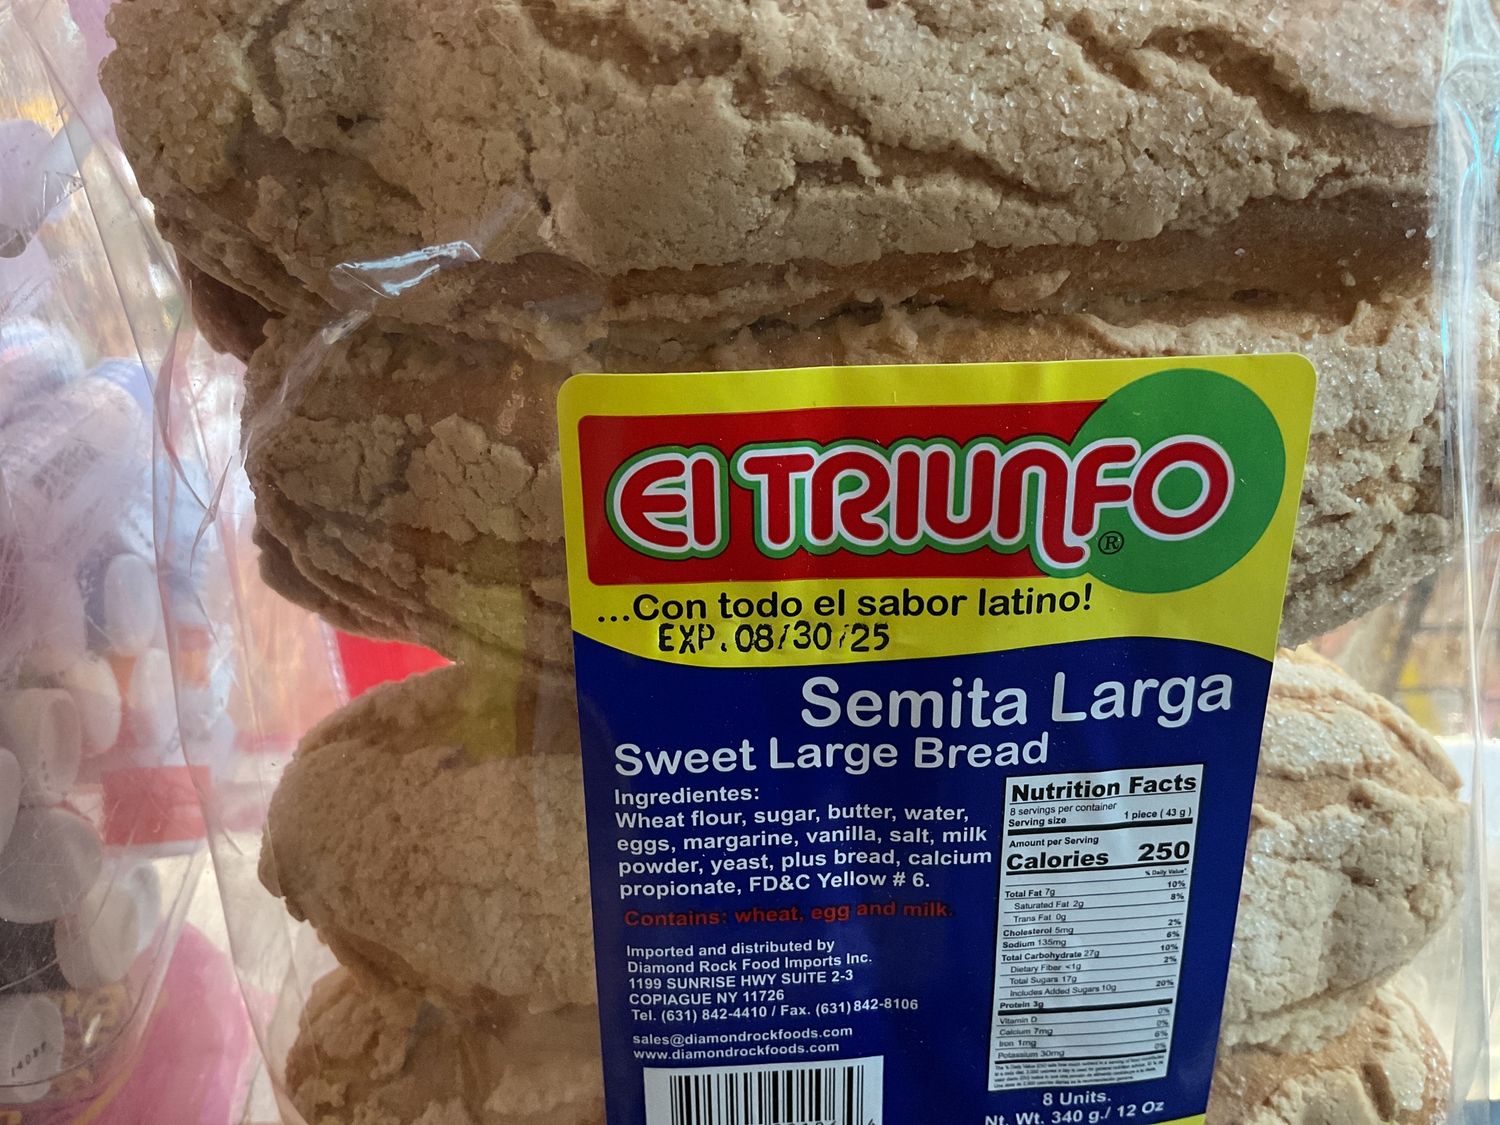 El TRIUNFO
®
...Con todo el sabor latino!
EXP. 08/30/25
Semita Larga
Sweet Large Bread
Ingredientes:
Wheat flour, sugar, butter, water,
eggs, margarine, vanilla, salt, milk
powder, yeast, plus bread, calcium
propionate, FD&C Yellow # 6.
Contains: wheat, egg and milk.
Imported and distributed by
Diamond Rock Food Imports Inc.
1199 SUNRISE HWY SUITE 2-3
COPIAGUE NY 11726
Tel. (631) 842-4410 / Fax. (631) 842-8106
sales@diamondrockfoods.com
www.diamondrockfoods.com
Nutrition Facts
8 servings per container
Serving size 1 piece ( 43 g )
Amount per Serving
Calories 250
% Daily Value*
Total Fat 7g 10%
Saturated Fat 2g 8%
Trans Fat 0g
Cholesterol 5mg 2%
Sodium 135mg 6%
Total Carbohydrate 27g 10%
Dietary Fiber <1g 2%
Total Sugars 17g
Includes Added Sugars 10g 20%
Protein 3g
Vitamin D 0%
Calcium 7mg 0%
Iron 1mg 6%
Potassium 30mg 0%
8 Units.
Nt. Wt. 340 g./ 12 Oz